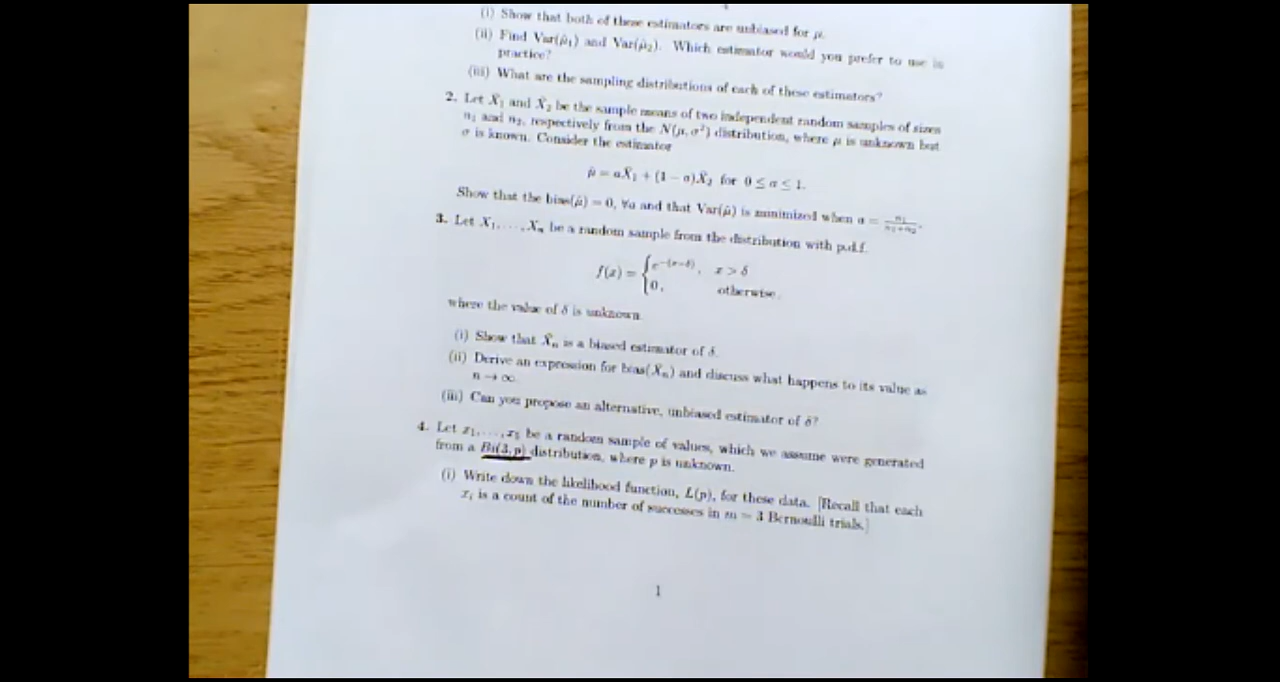 (i) Show that both of these estimators are unbiased for μ.
(ii) Find Var(μ̂₁) and Var(μ̂₂). Which estimator would you prefer to use in
practice?
(iii) What are the sampling distributions of each of these estimators?
2. Let X̄₁ and X̄₂ be the sample means of two independent random samples of sizes
n₁ and n₂, respectively from the N(μ, σ²) distribution, where μ is unknown but
σ is known. Consider the estimator
μ̂ = aX̄₁ + (1 − a)X̄₂ for 0 ≤ a ≤ 1.
Show that the bias(μ̂) = 0, ∀a and that Var(μ̂) is minimized when a = n₁/(n₁+n₂).
3. Let X₁, . . . , Xₙ be a random sample from the distribution with p.d.f.
f(x) = { e^{−(x−δ)}, x > δ
0, otherwise.
where the value of δ is unknown.
(i) Show that X̄ₙ is a biased estimator of δ.
(ii) Derive an expression for bias(X̄ₙ) and discuss what happens to its value as
n → ∞.
(iii) Can you propose an alternative, unbiased estimator of δ?
4. Let x₁, . . . , x₅ be a random sample of values, which we assume were generated
from a Bi(3, p) distribution, where p is unknown.
(i) Write down the likelihood function, L(p), for these data. [Recall that each
xᵢ is a count of the number of successes in m = 3 Bernoulli trials.]
1